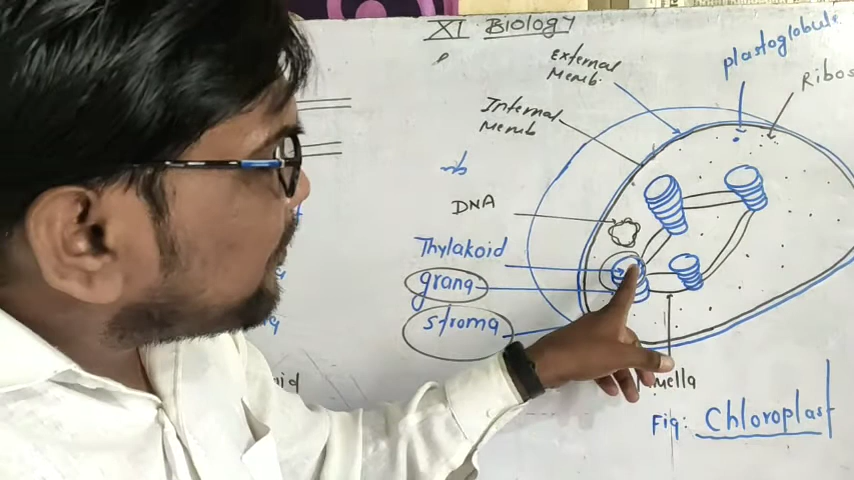 XI Biology
External
Memb.
plastoglobule
Internal
Memb
DNA
Thylakoid
grana
stroma
Fig: Chloroplast